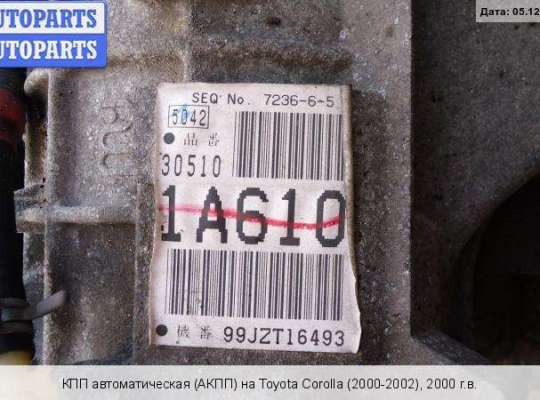 AUTOPARTS
AUTOPARTS
Дата: 05.12
SEQ No. 7236-6-5
5042
品番
30510
1A610
機番 99JZT16493
КПП автоматическая (АКПП) на Toyota Corolla (2000-2002), 2000 г.в.